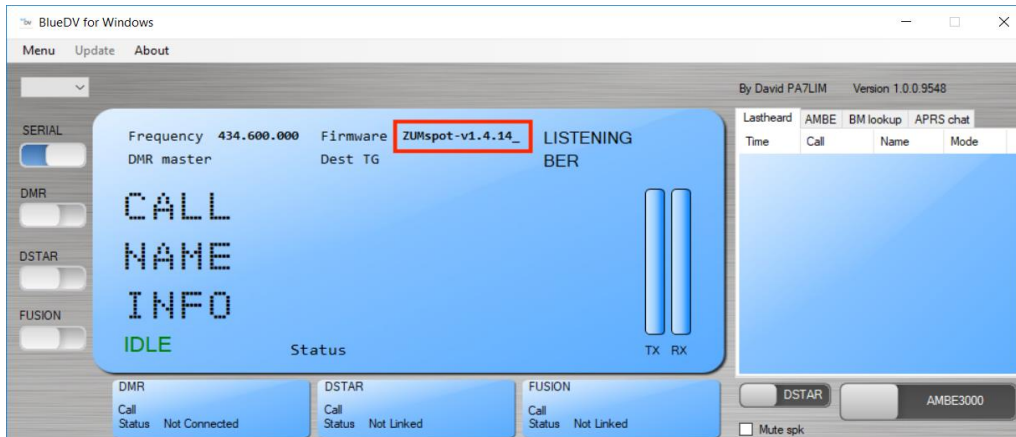 BlueDV for Windows
Menu Update About
By David PA7LIM Version 1.0.0.9548
SERIAL
DMR
DSTAR
FUSION
Frequency 434.600.000 Firmware ZUMspot-v1.4.14_ LISTENING
DMR master Dest TG BER
CALL
NAME
INFO
IDLE Status TX RX
Lastheard AMBE BM lookup APRS chat
Time Call Name Mode
DMR
Call
Status Not Connected
DSTAR
Call
Status Not Linked
FUSION
Call
Status Not Linked
DSTAR AMBE3000
Mute spk